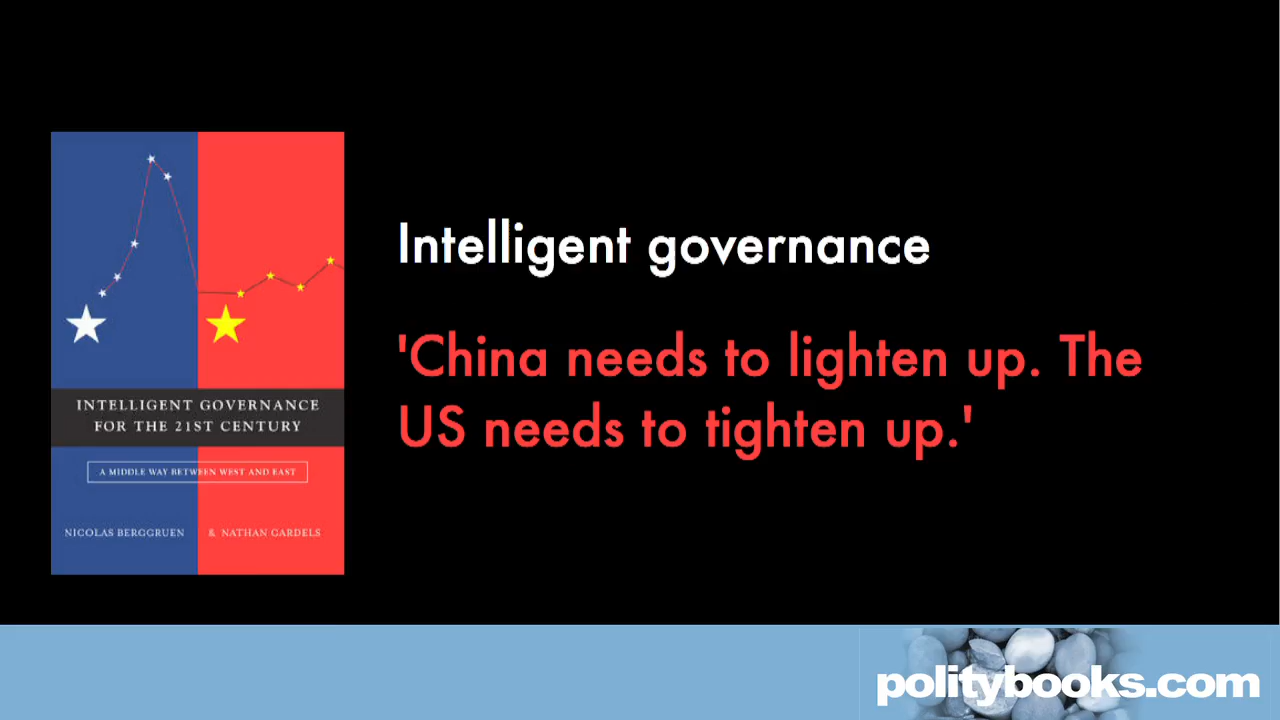 INTELLIGENT GOVERNANCE
FOR THE 21ST CENTURY
A MIDDLE WAY BETWEEN WEST AND EAST
NICOLAS BERGGRUEN & NATHAN GARDELS
Intelligent governance
'China needs to lighten up. The
US needs to tighten up.'
politybooks.com